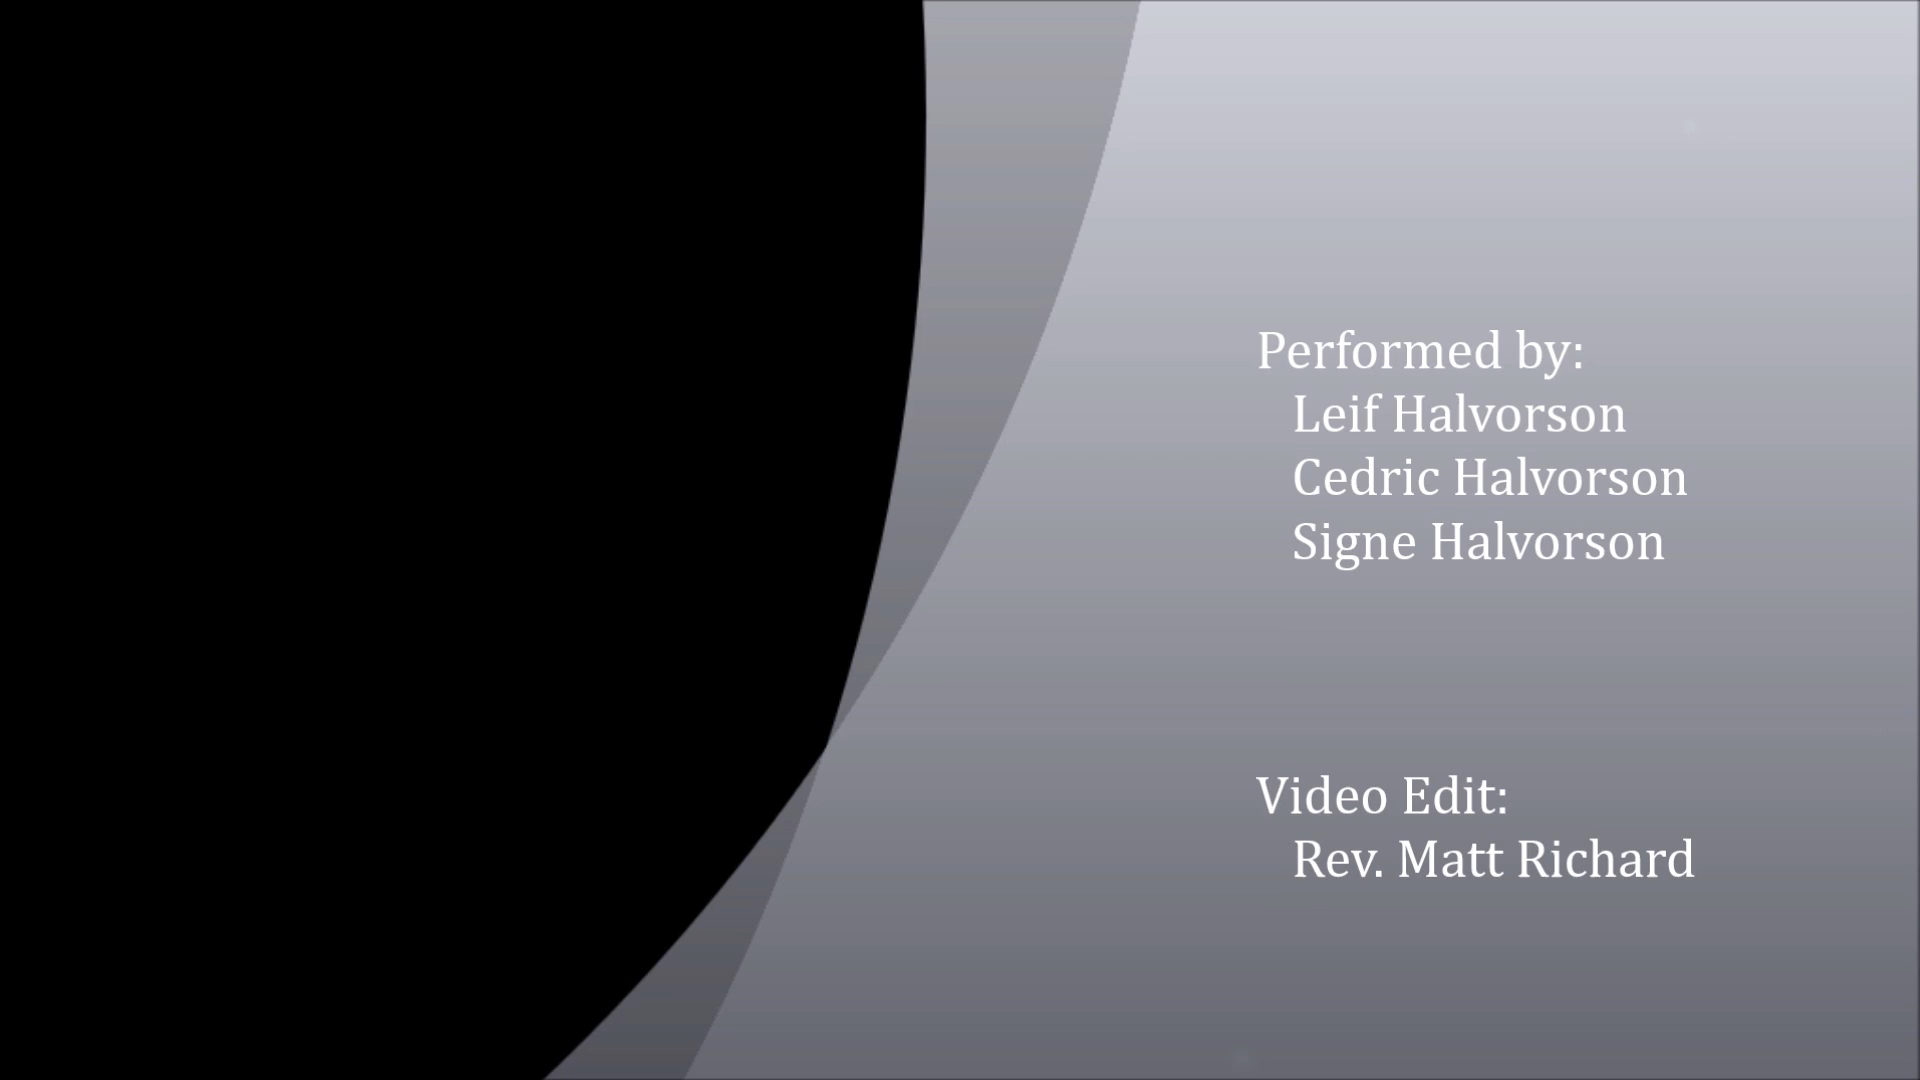 Performed by:
Leif Halvorson
Cedric Halvorson
Signe Halvorson
Video Edit:
Rev. Matt Richard